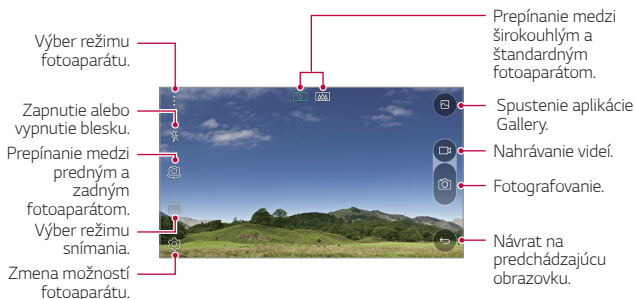 Výber režimu
fotoaparátu.
Zapnutie alebo
vypnutie blesku.
Prepínanie medzi
predným a
zadným
fotoaparátom.
Výber režimu
snímania.
Zmena možností
fotoaparátu.
Prepínanie medzi
širokouhlým a
štandardným
fotoaparátom.
Spustenie aplikácie
Gallery.
Nahrávanie videí.
Fotografovanie.
Návrat na
predchádzajúcu
obrazovku.